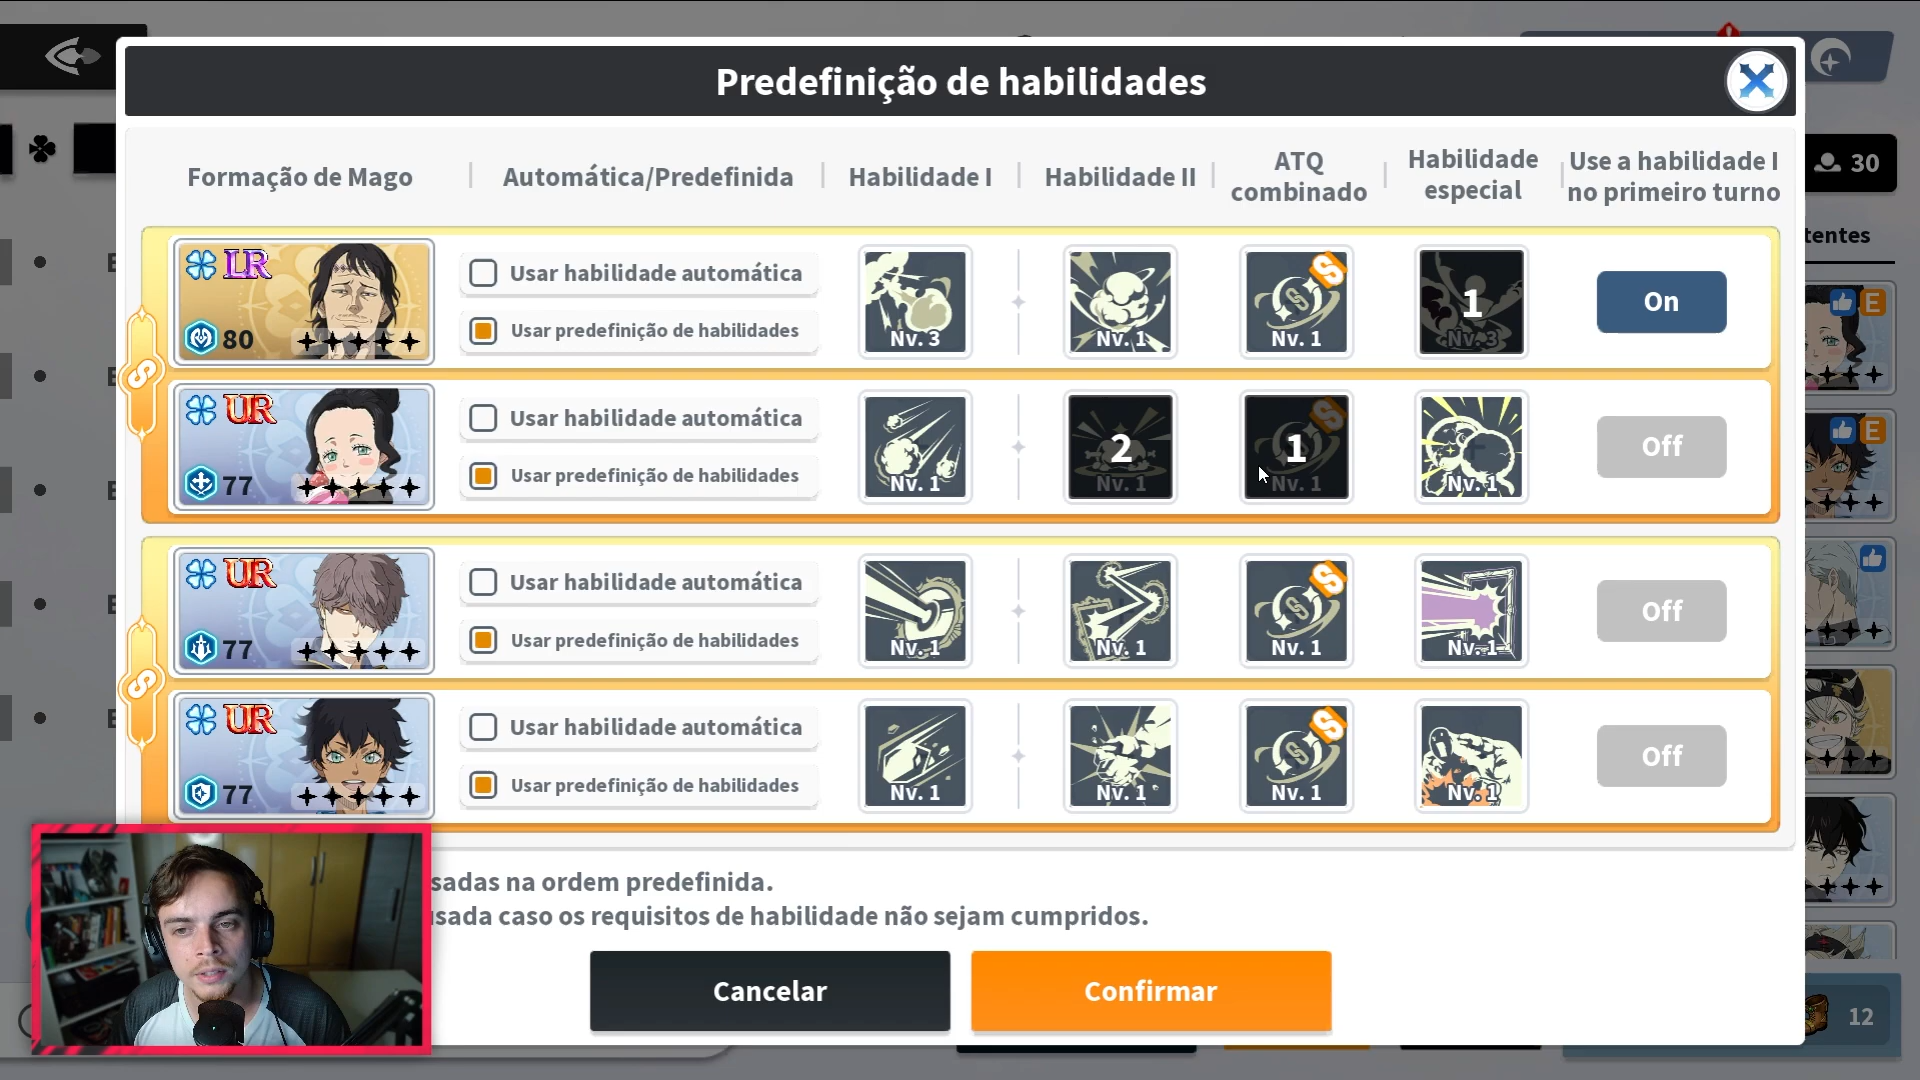 Predefinição de habilidades
30
Formação de Mago
Automática/Predefinida
Habilidade I
Habilidade II
ATQ
combinado
Habilidade
especial
Use a habilidade I
no primeiro turno
tentes
LR
80
Usar habilidade automática
Usar predefinição de habilidades
Nv. 3
Nv. 1
S
Nv. 1
1
Nv. 3
On
E
S
UR
77
Usar habilidade automática
Usar predefinição de habilidades
Nv. 1
2
Nv. 1
S
1
Nv. 1
Nv. 1
Off
E
UR
77
Usar habilidade automática
Usar predefinição de habilidades
Nv. 1
Nv. 1
S
Nv. 1
Nv. 1
Off
S
UR
77
Usar habilidade automática
Usar predefinição de habilidades
Nv. 1
Nv. 1
S
Nv. 1
Nv. 1
Off
sadas na ordem predefinida.
usada caso os requisitos de habilidade não sejam cumpridos.
Cancelar
Confirmar
12